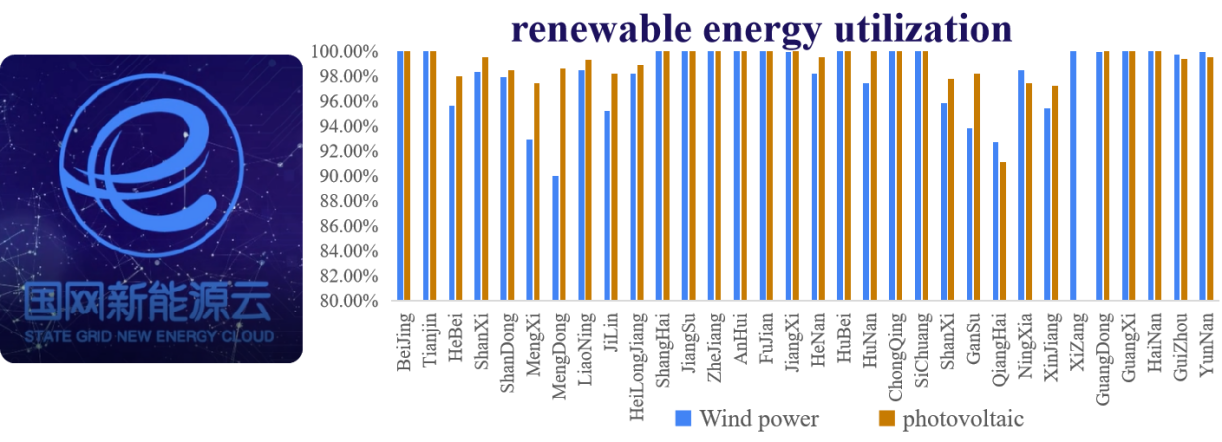 国网新能源云
STATE GRID NEW ENERGY CLOUD
renewable energy utilization
100.00%
98.00%
96.00%
94.00%
92.00%
90.00%
88.00%
86.00%
84.00%
82.00%
80.00%
BeiJing
Tianjin
HeBei
ShanXi
ShanDong
MengXi
MengDong
LiaoNing
JiLin
HeiLongJiang
ShangHai
JiangSu
ZheJiang
AnHui
FuJian
JiangXi
HeNan
HuBei
HuNan
ChongQing
SiChuang
ShanXi
GanSu
QiangHai
NingXia
XinJiang
XiZang
GuangDong
GuangXi
HaiNan
GuiZhou
YunNan
Wind power
photovoltaic